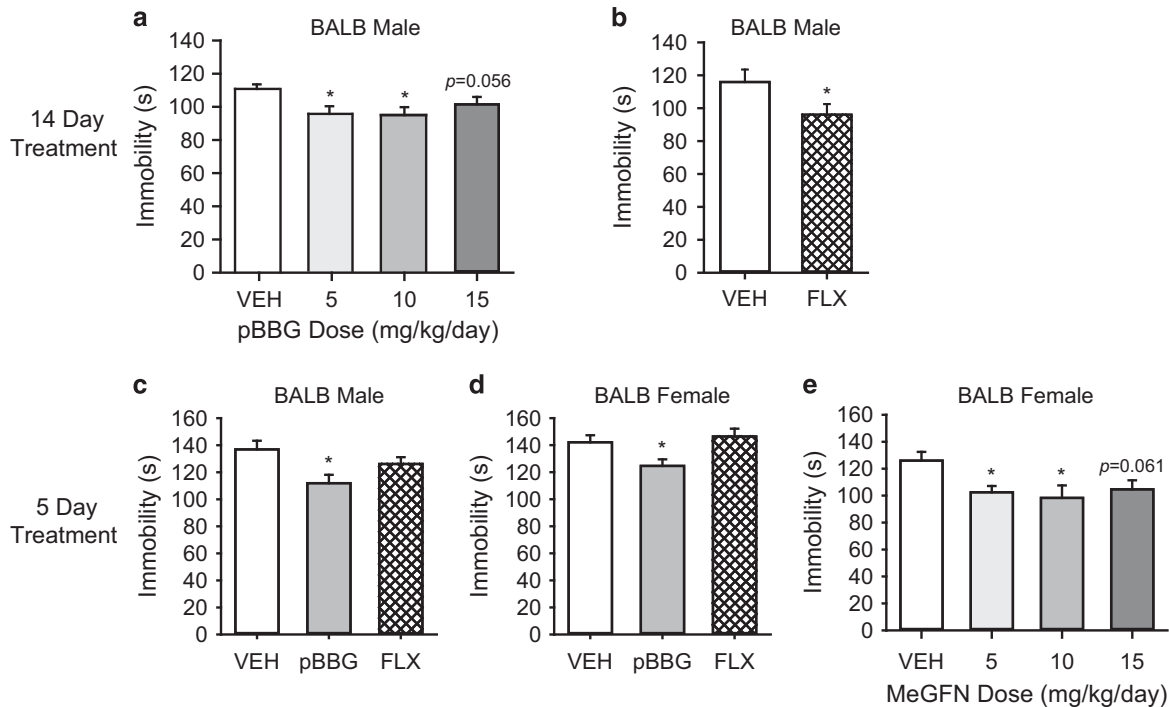 a
BALB Male
14 Day
Treatment
Immobility (s)
140
120
100
80
60
40
20
0
*
*
p=0.056
VEH
5
10
15
pBBG Dose (mg/kg/day)
b
BALB Male
Immobility (s)
140
120
100
80
60
40
20
0
*
VEH
FLX
5 Day
Treatment
c
BALB Male
Immobility (s)
160
140
120
100
80
60
40
20
0
*
VEH
pBBG
FLX
d
BALB Female
Immobility (s)
160
140
120
100
80
60
40
20
0
*
VEH
pBBG
FLX
e
BALB Female
Immobility (s)
160
140
120
100
80
60
40
20
0
*
*
p=0.061
VEH
5
10
15
MeGFN Dose (mg/kg/day)